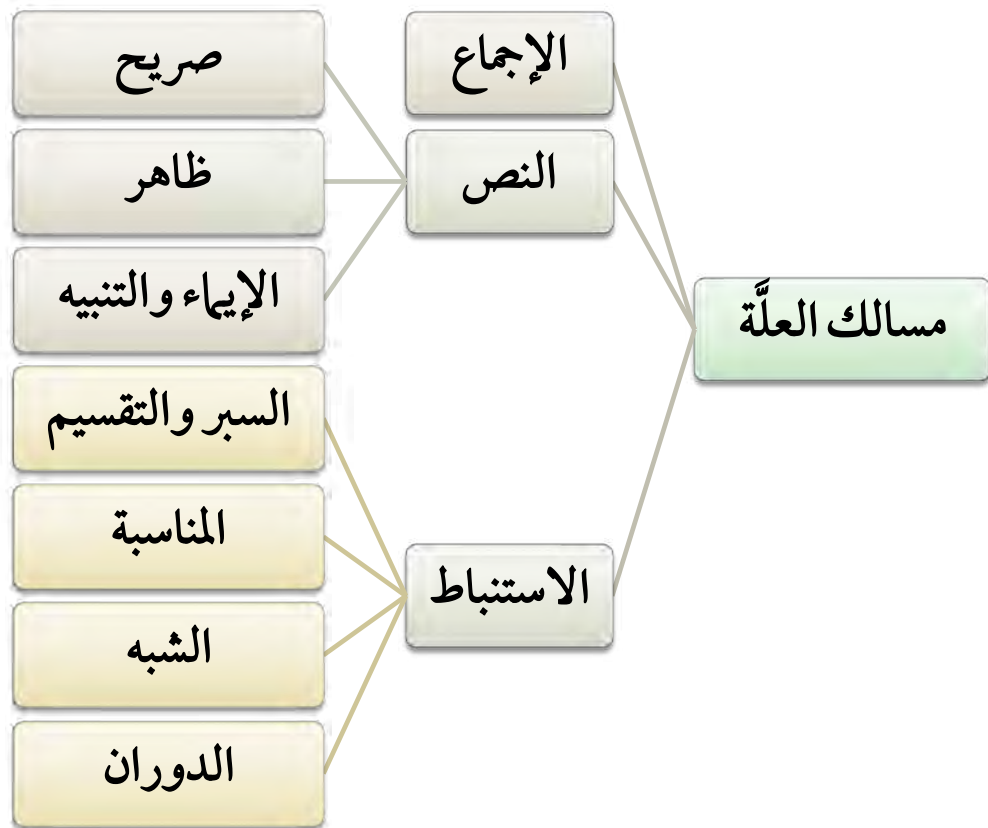 مسالك العلَّة
الإجماع
النص
صريح
ظاهر
الإيماء والتنبيه
الاستنباط
السبر والتقسيم
المناسبة
الشبه
الدوران